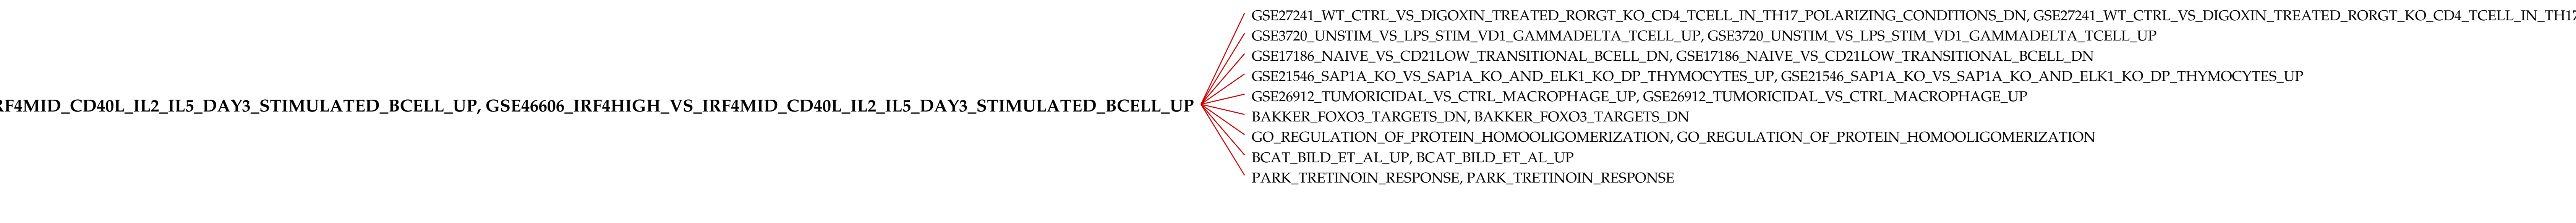 GSE27241_WT_CTRL_VS_DIGOXIN_TREATED_RORGT_KO_CD4_TCELL_IN_TH17_POLARIZING_CONDITIONS_DN, GSE27241_WT_CTRL_VS_DIGOXIN_TREATED_RORGT_KO_CD4_TCELL_IN_TH17
GSE3720_UNSTIM_VS_LPS_STIM_VD1_GAMMADELTA_TCELL_UP, GSE3720_UNSTIM_VS_LPS_STIM_VD1_GAMMADELTA_TCELL_UP
GSE17186_NAIVE_VS_CD21LOW_TRANSITIONAL_BCELL_DN, GSE17186_NAIVE_VS_CD21LOW_TRANSITIONAL_BCELL_DN
GSE21546_SAP1A_KO_VS_SAP1A_KO_AND_ELK1_KO_DP_THYMOCYTES_UP, GSE21546_SAP1A_KO_VS_SAP1A_KO_AND_ELK1_KO_DP_THYMOCYTES_UP
GSE26912_TUMORICIDAL_VS_CTRL_MACROPHAGE_UP, GSE26912_TUMORICIDAL_VS_CTRL_MACROPHAGE_UP
RF4MID_CD40L_IL2_IL5_DAY3_STIMULATED_BCELL_UP, GSE46606_IRF4HIGH_VS_IRF4MID_CD40L_IL2_IL5_DAY3_STIMULATED_BCELL_UP
BAKKER_FOXO3_TARGETS_DN, BAKKER_FOXO3_TARGETS_DN
GO_REGULATION_OF_PROTEIN_HOMOOLIGOMERIZATION, GO_REGULATION_OF_PROTEIN_HOMOOLIGOMERIZATION
BCAT_BILD_ET_AL_UP, BCAT_BILD_ET_AL_UP
PARK_TRETINOIN_RESPONSE, PARK_TRETINOIN_RESPONSE